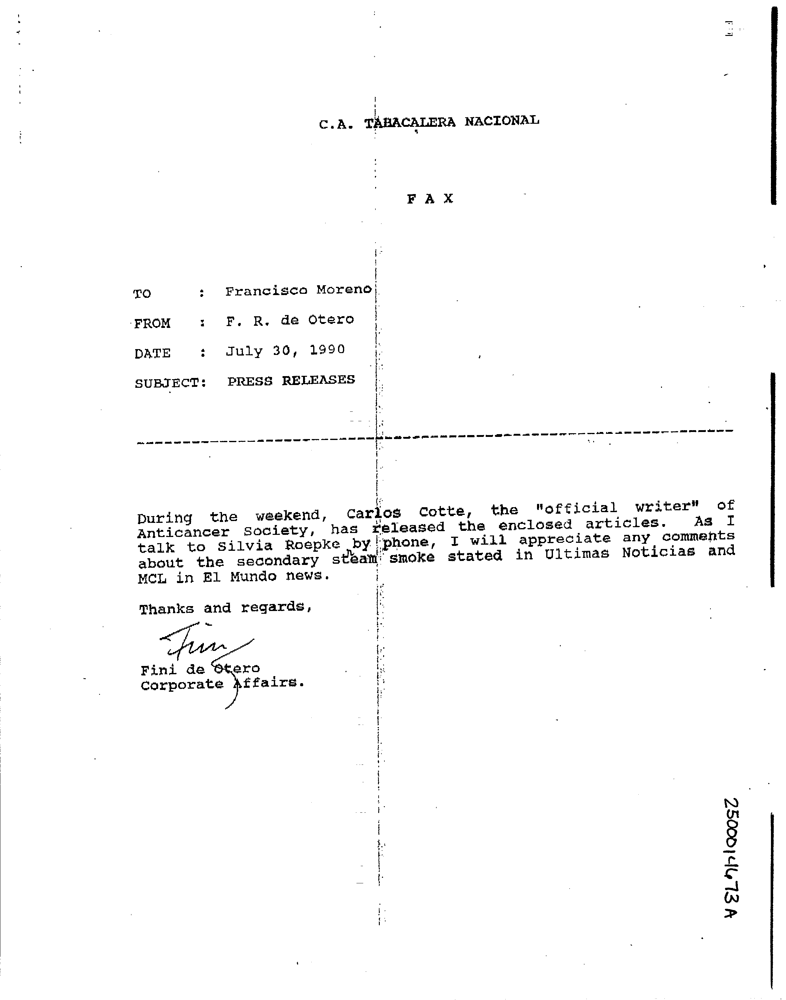 C.A. TABACALERA NACIONAL
F A X
TO : Francisco Moreno
FROM : F. R. de Otero
DATE : July 30, 1990
SUBJECT: PRESS RELEASES
During the weekend, Carlos Cotte, the "official writer" of
Anticancer Society, has released the enclosed articles. As I
talk to Silvia Roepke by phone, I will appreciate any comments
about the secondary steam smoke stated in Ultimas Noticias and
MCL in El Mundo news.
Thanks and regards,
Fini
Fini de Otero
Corporate Affairs.
2500014673A